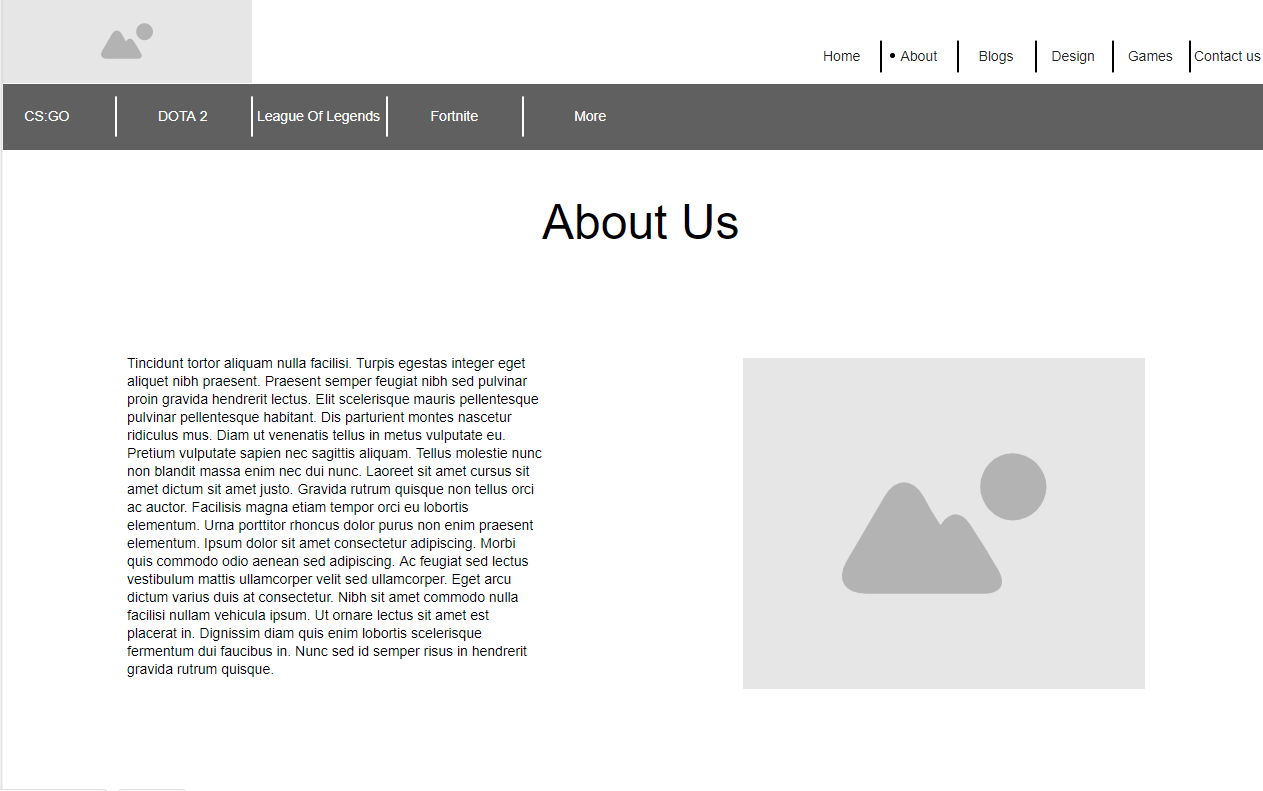 Home
• About
Blogs
Design
Games
Contact us
CS:GO
DOTA 2
League Of Legends
Fortnite
More
About Us
Tincidunt tortor aliquam nulla facilisi. Turpis egestas integer eget
aliquet nibh praesent. Praesent semper feugiat nibh sed pulvinar
proin gravida hendrerit lectus. Elit scelerisque mauris pellentesque
pulvinar pellentesque habitant. Dis parturient montes nascetur
ridiculus mus. Diam ut venenatis tellus in metus vulputate eu.
Pretium vulputate sapien nec sagittis aliquam. Tellus molestie nunc
non blandit massa enim nec dui nunc. Laoreet sit amet cursus sit
amet dictum sit amet justo. Gravida rutrum quisque non tellus orci
ac auctor. Facilisis magna etiam tempor orci eu lobortis
elementum. Urna porttitor rhoncus dolor purus non enim praesent
elementum. Ipsum dolor sit amet consectetur adipiscing. Morbi
quis commodo odio aenean sed adipiscing. Ac feugiat sed lectus
vestibulum mattis ullamcorper velit sed ullamcorper. Eget arcu
dictum varius duis at consectetur. Nibh sit amet commodo nulla
facilisi nullam vehicula ipsum. Ut ornare lectus sit amet est
placerat in. Dignissim diam quis enim lobortis scelerisque
fermentum dui faucibus in. Nunc sed id semper risus in hendrerit
gravida rutrum quisque.